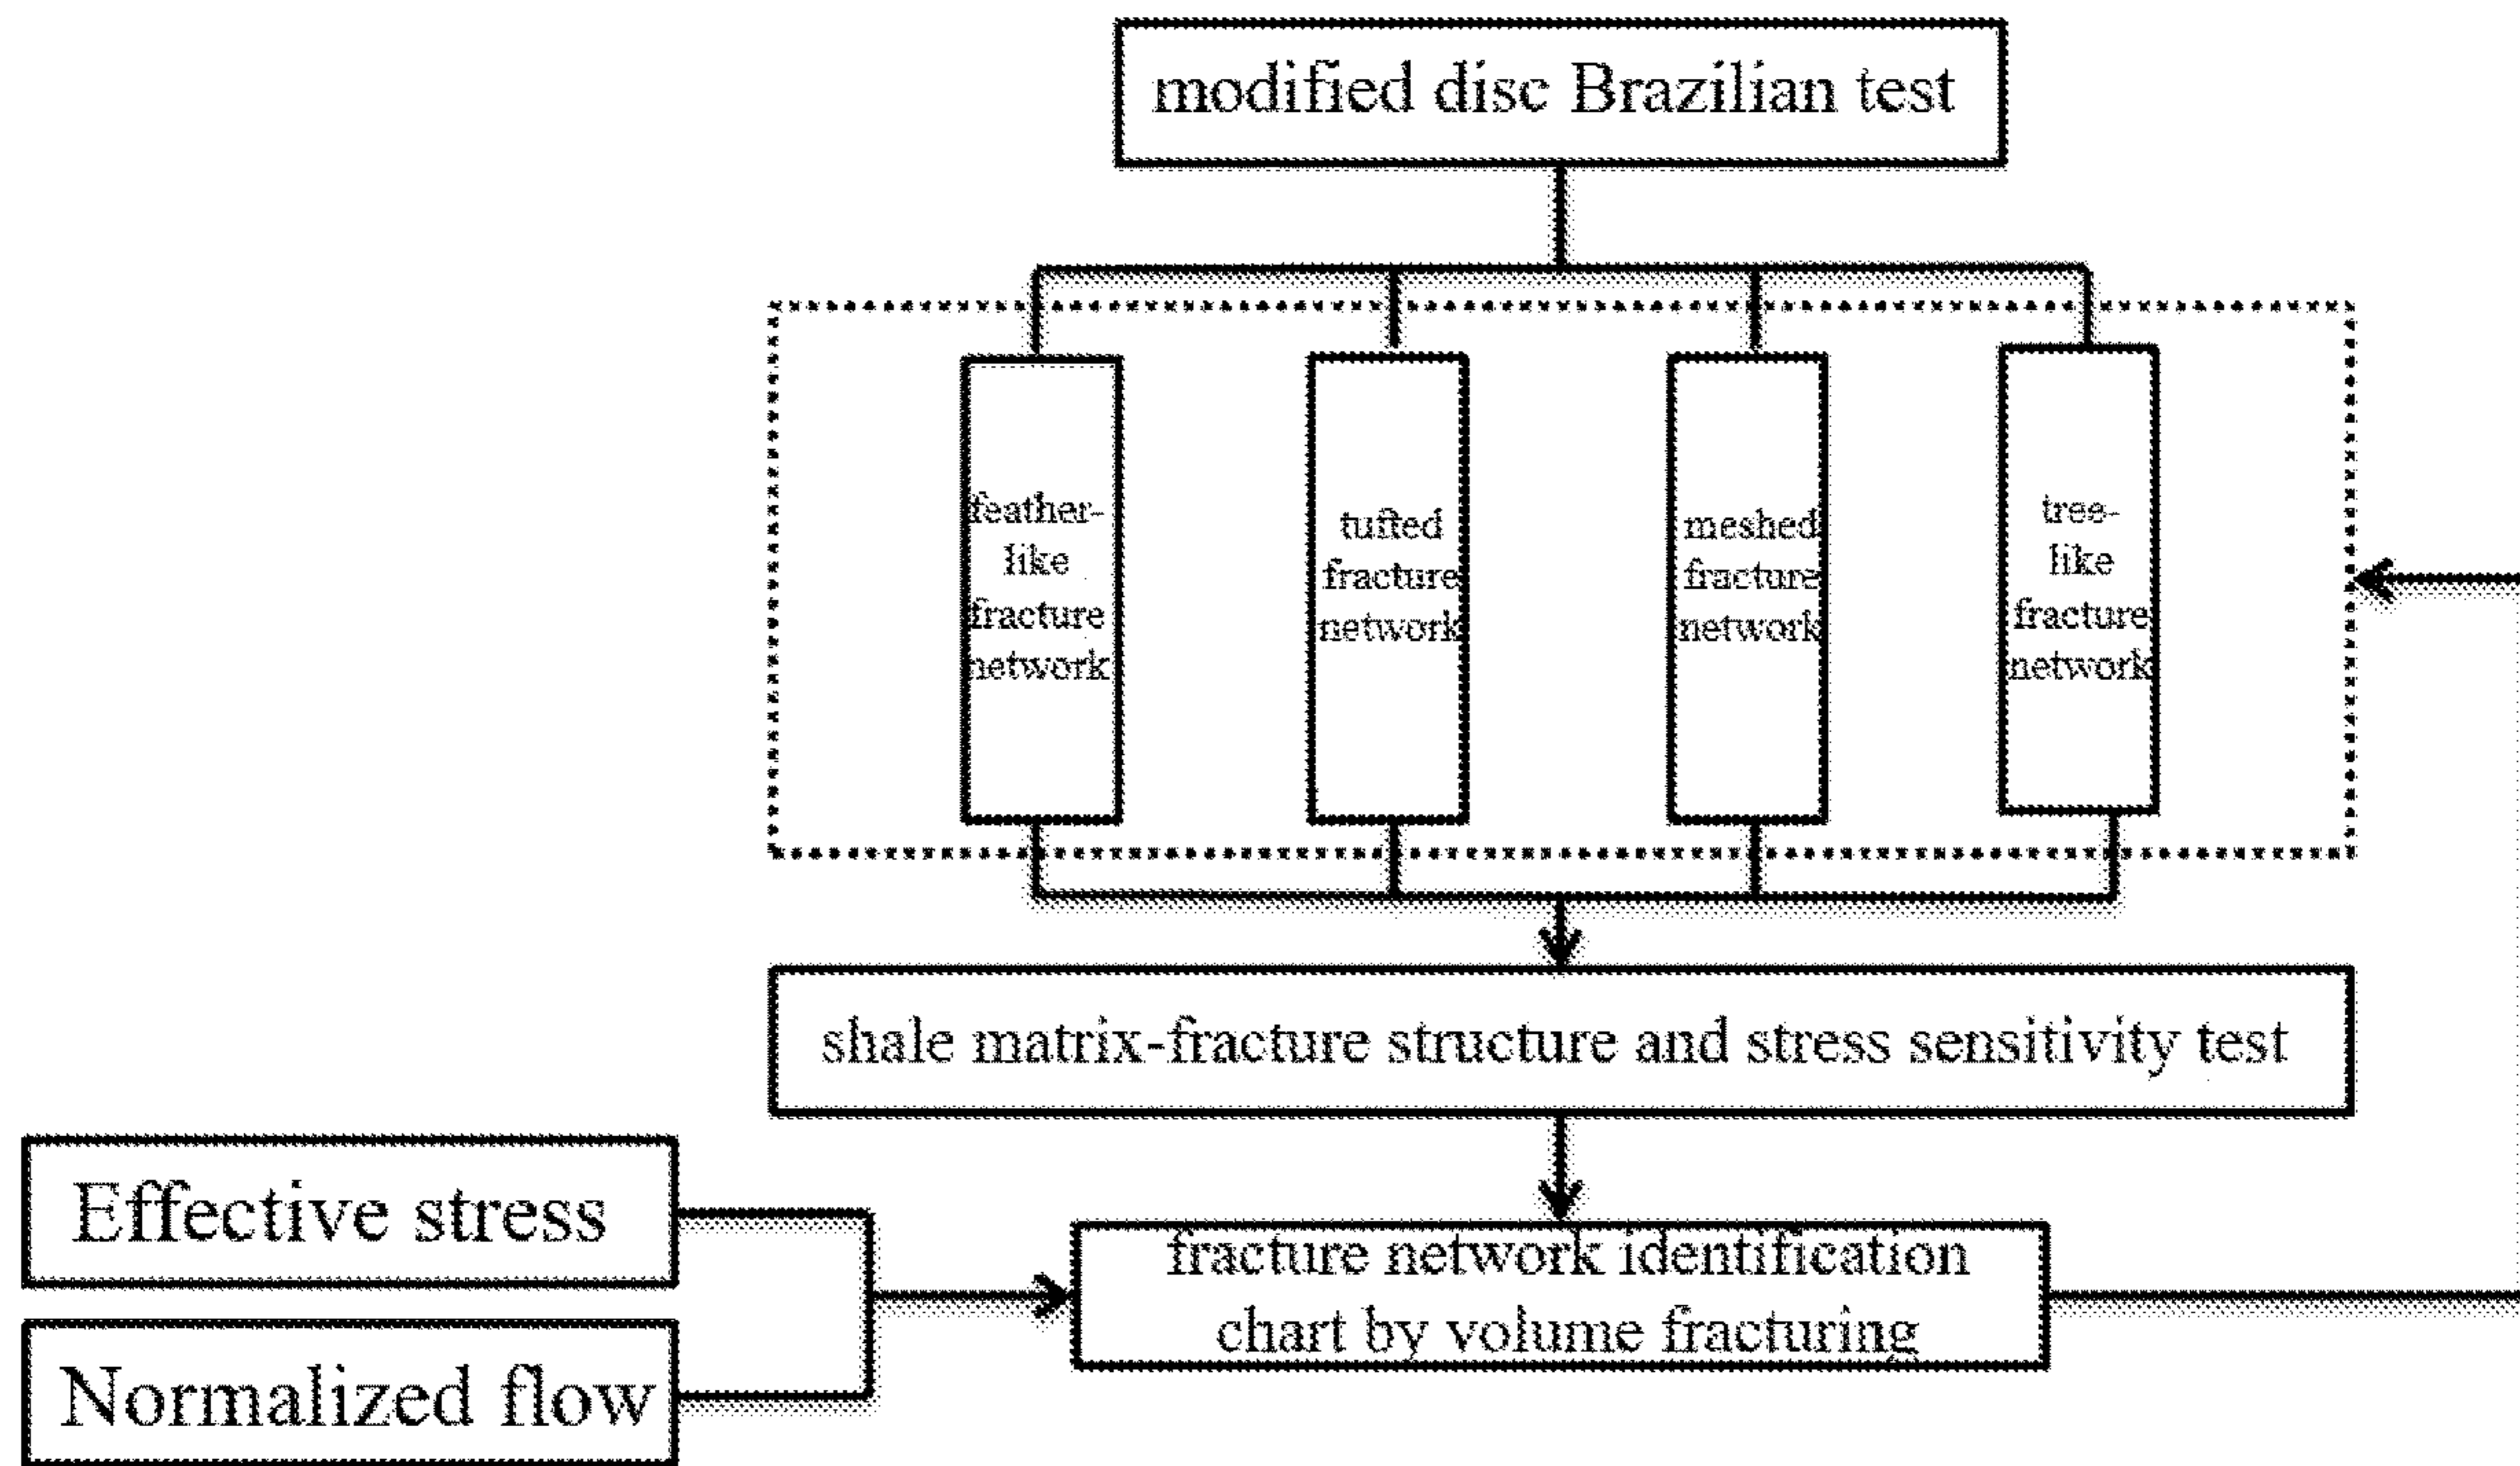 modified disc Brazilian test
feather-
like
fracture
network
tufted
fracture
network
meshed
fracture
network
tree-
like
fracture
network
shale matrix-fracture structure and stress sensitivity test
Effective stress
Normalized flow
fracture network identification
chart by volume fracturing